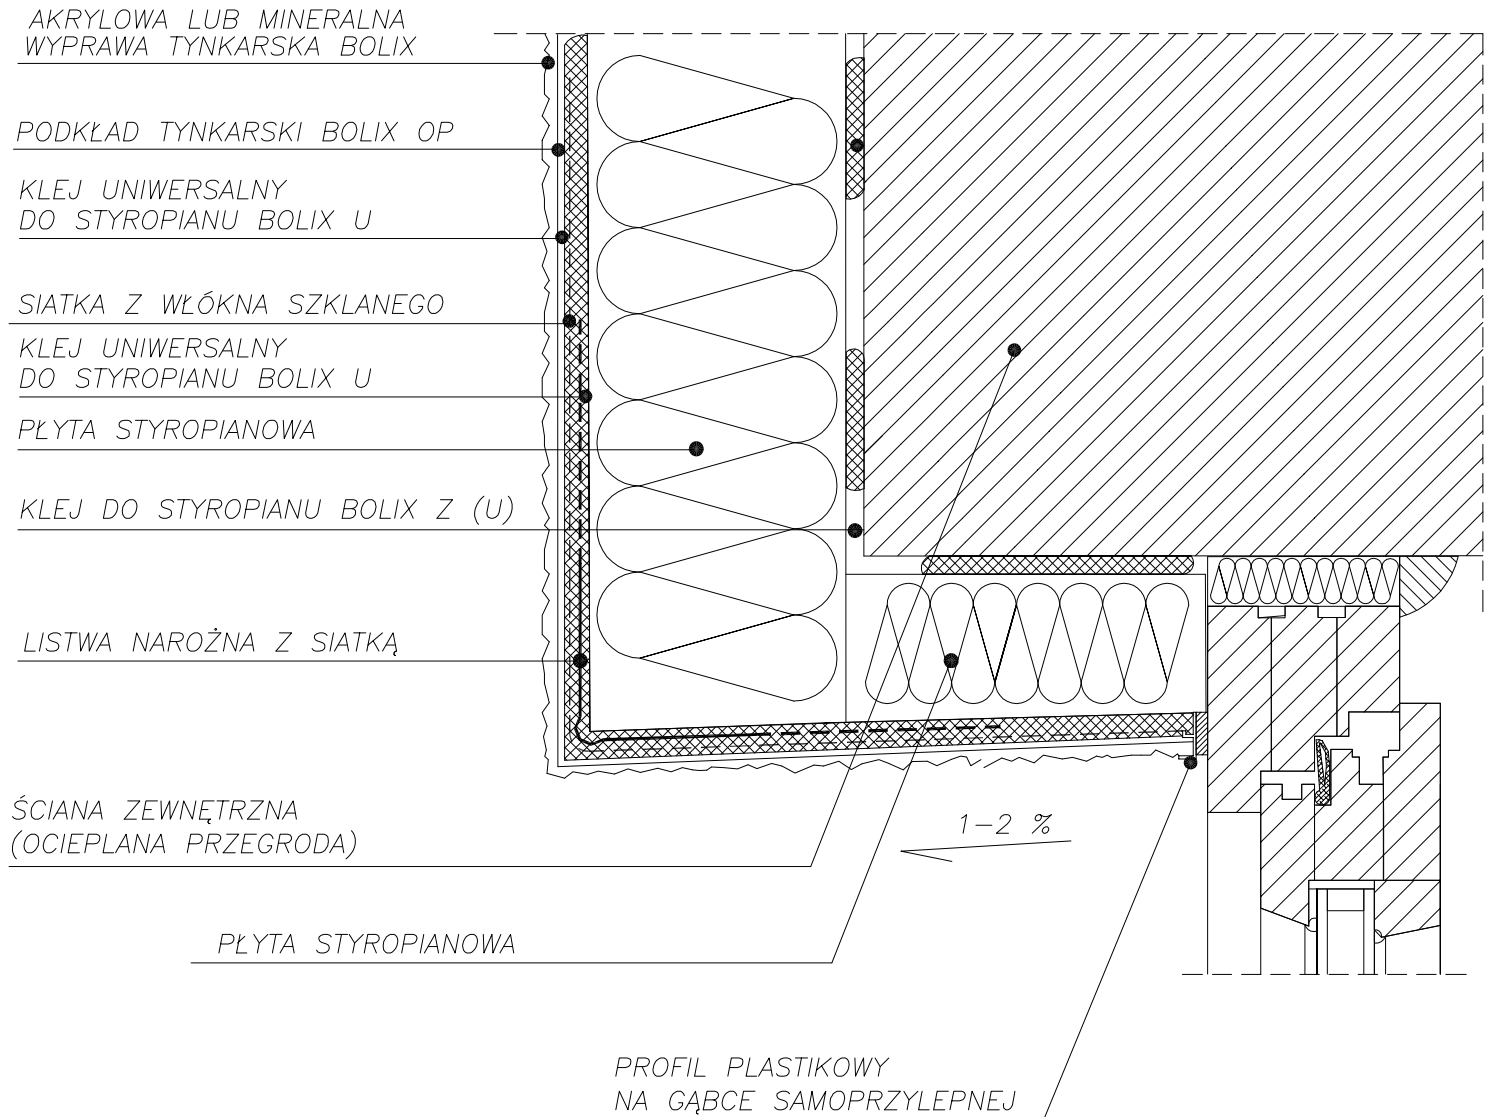 AKRYLOWA LUB MINERALNA
WYPRAWA TYNKARSKA BOLIX
PODKŁAD TYNKARSKI BOLIX OP
KLEJ UNIWERSALNY
DO STYROPIANU BOLIX U
SIATKA Z WŁÓKNA SZKLANEGO
KLEJ UNIWERSALNY
DO STYROPIANU BOLIX U
PŁYTA STYROPIANOWA
KLEJ DO STYROPIANU BOLIX Z (U)
LISTWA NAROŻNA Z SIATKĄ
ŚCIANA ZEWNĘTRZNA
(OCIEPLANA PRZEGRODA)
1-2 %
PŁYTA STYROPIANOWA
PROFIL PLASTIKOWY
NA GĄBCE SAMOPRZYLEPNEJ